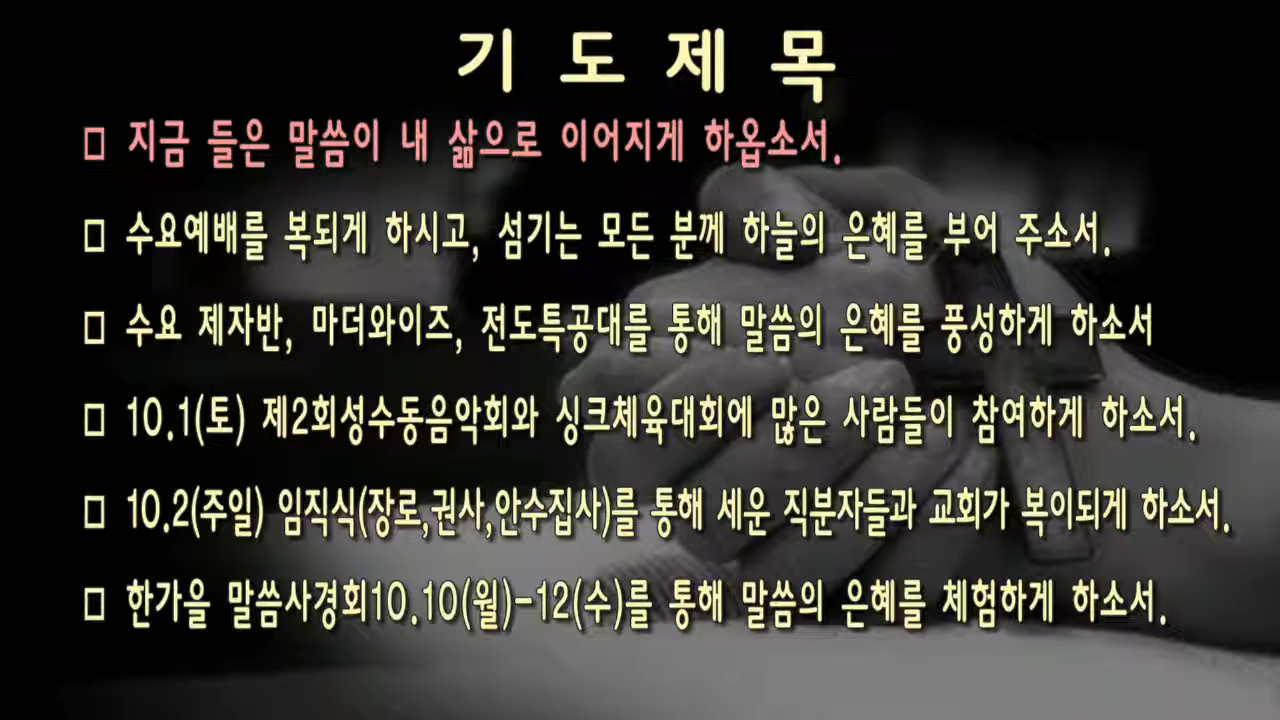 기 도 제 목
□ 지금 들은 말씀이 내 삶으로 이어지게 하옵소서.
□ 수요예배를 복되게 하시고, 섬기는 모든 분께 하늘의 은혜를 부어 주소서.
□ 수요 제자반, 마더와이즈, 전도특공대를 통해 말씀의 은혜를 풍성하게 하소서
□ 10.1(토) 제2회성수동음악회와 싱크체육대회에 많은 사람들이 참여하게 하소서.
□ 10.2(주일) 임직식(장로,권사,안수집사)를 통해 세운 직분자들과 교회가 복이되게 하소서.
□ 한가을 말씀사경회10.10(월)-12(수)를 통해 말씀의 은혜를 체험하게 하소서.